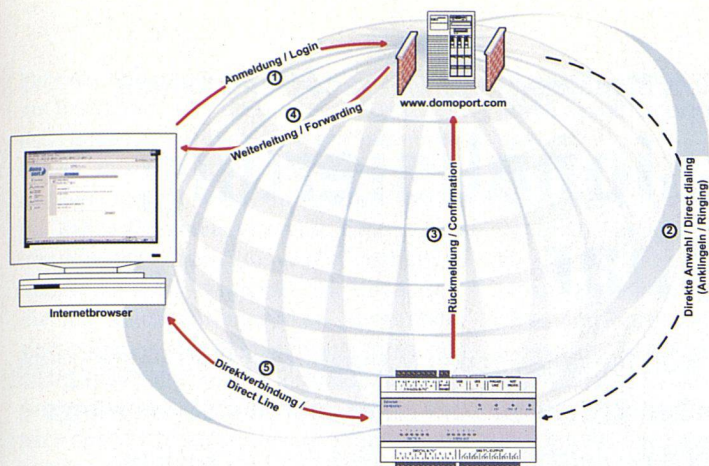 Anmeldung / Login
1
4
Weiterleitung / Forwarding
www.domoport.com
Rückmeldung / Confirmation
3
2
Direkte Anwahl / Direct dialing
(Anklingeln / Ringing)
Internetbrowser
5
Direktverbindung /
Direct Line